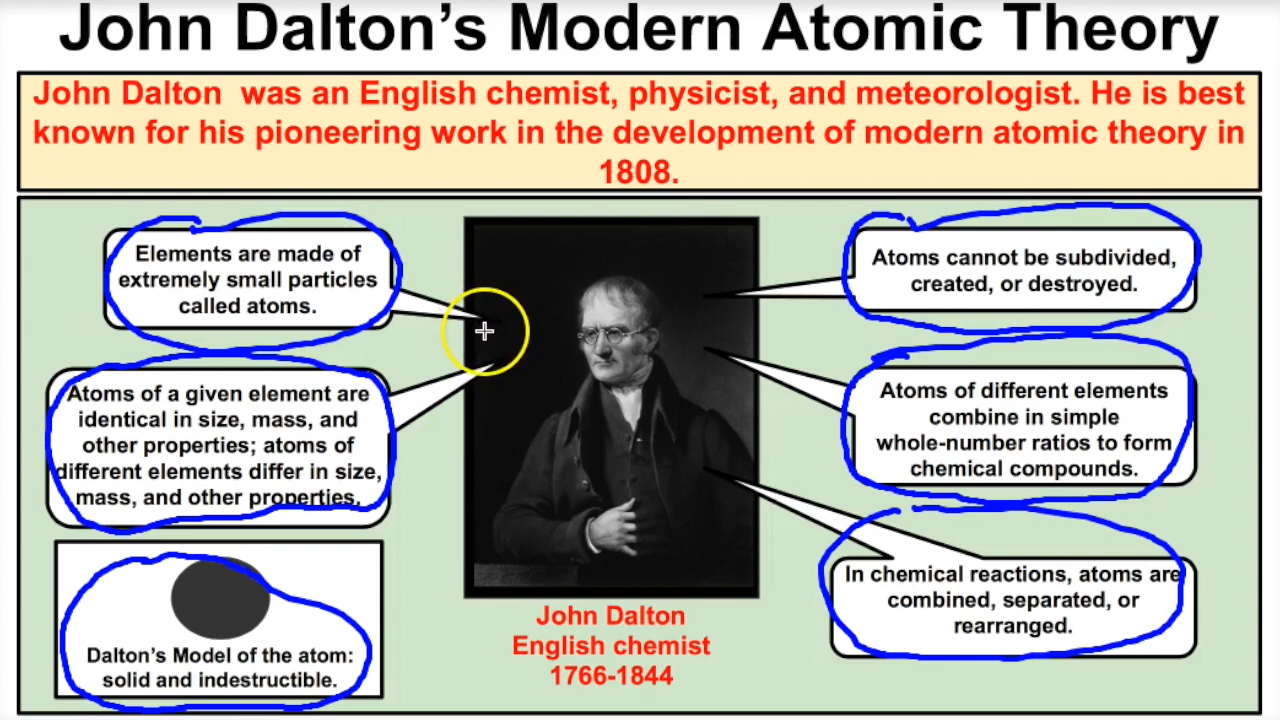 John Dalton's Modern Atomic Theory
John Dalton was an English chemist, physicist, and meteorologist. He is best
known for his pioneering work in the development of modern atomic theory in
1808.
Elements are made of
extremely small particles
called atoms.
Atoms of a given element are
identical in size, mass, and
other properties; atoms of
different elements differ in size,
mass, and other properties.
Dalton's Model of the atom:
solid and indestructible.
John Dalton
English chemist
1766-1844
Atoms cannot be subdivided,
created, or destroyed.
Atoms of different elements
combine in simple
whole-number ratios to form
chemical compounds.
In chemical reactions, atoms are
combined, separated, or
rearranged.